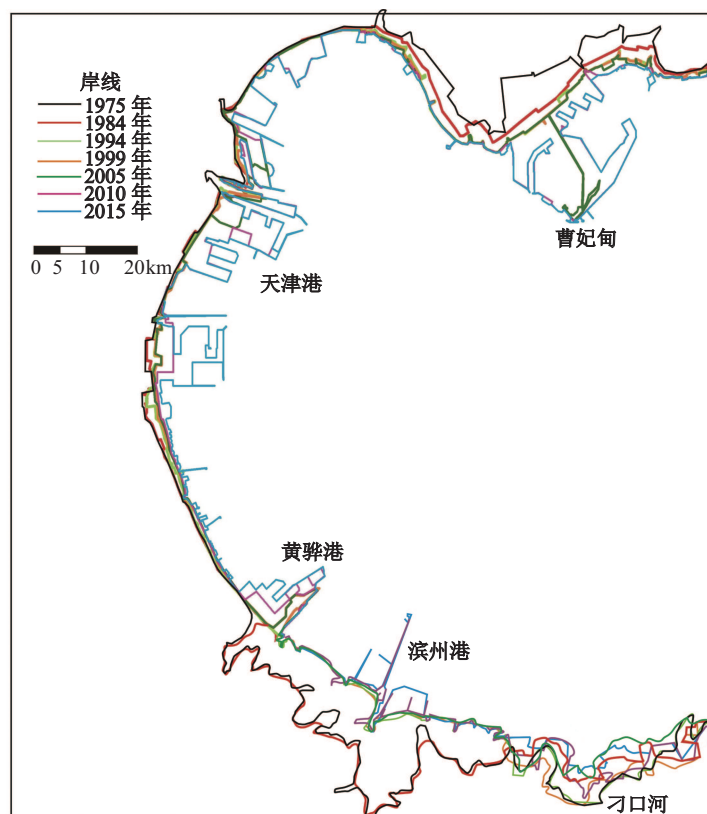 岸线
1975 年
1984 年
1994 年
1999 年
2005 年
2010 年
2015 年
0 5 10 20km
曹妃甸
天津港
黄骅港
滨州港
刁口河